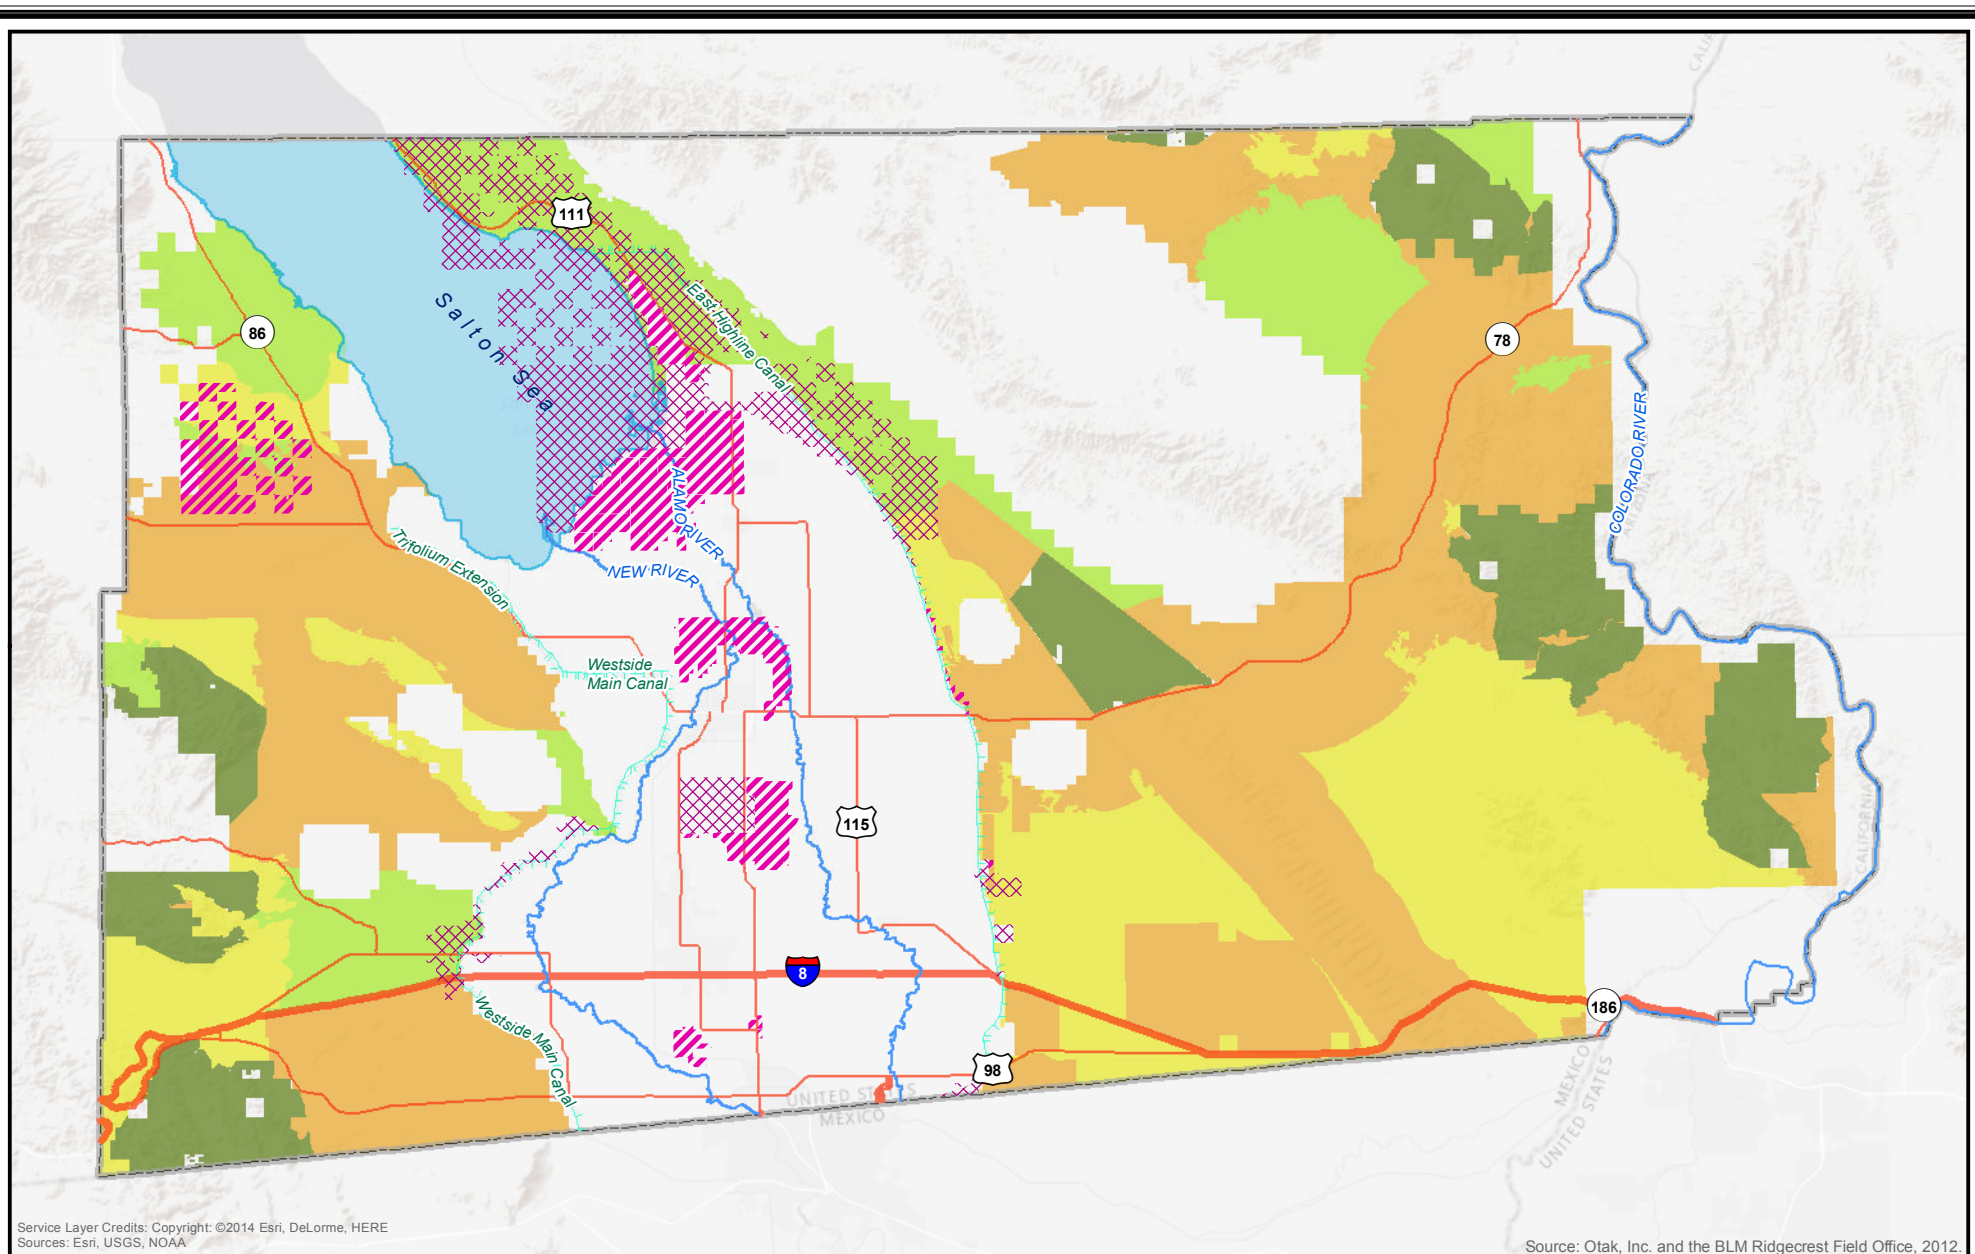 CALIF
111
86
Salton Sea
East Highline Canal
78
COLORADO RIVER
ALAMO RIVER
NEW RIVER
Trifolium Extension
Westside
Main Canal
115
CALIFORNIA
8
186
Westside Main Canal
98
UNITED STATES
MEXICO
MEXICO
UNITED STATES
Service Layer Credits: Copyright: ©2014 Esri, DeLorme, HERE
Sources: Esri, USGS, NOAA
Source: Otak, Inc. and the BLM Ridgecrest Field Office, 2012.